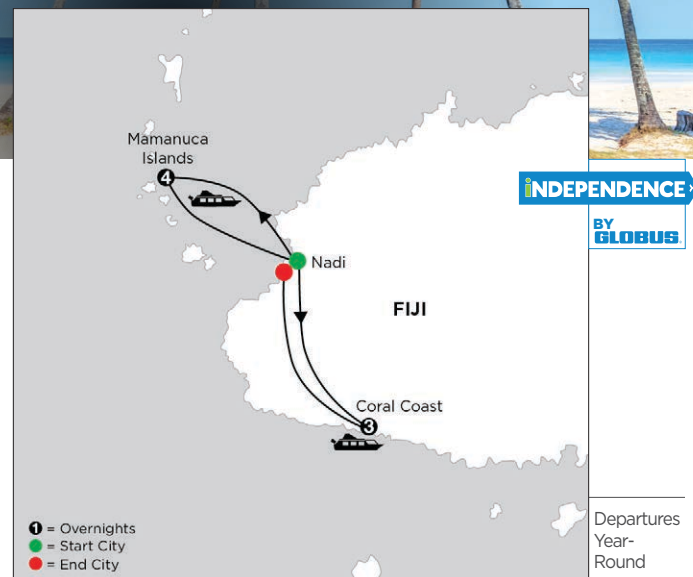 Mamanuca
Islands
4
Nadi
FIJI
Coral Coast
3
1 = Overnights
= Start City
= End City
iNDEPENDENCE
BY
GLOBUS.
Departures
Year-
Round